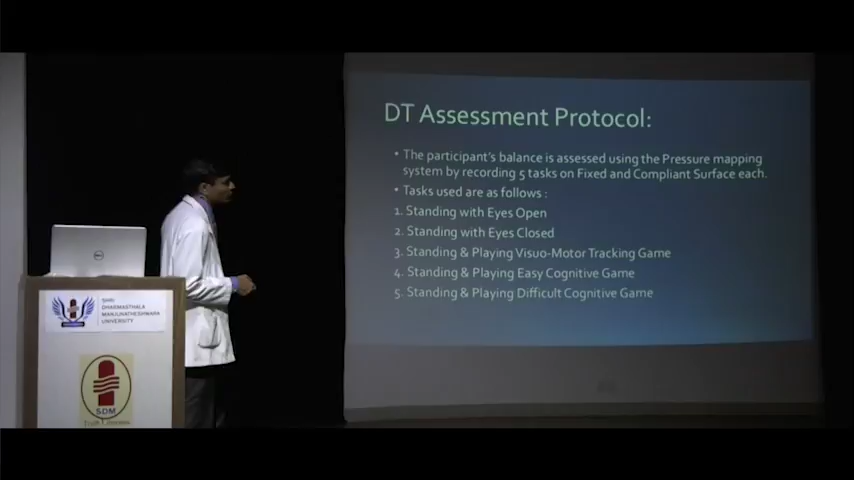 DT Assessment Protocol:
• The participant's balance is assessed using the Pressure mapping
system by recording 5 tasks on Fixed and Compliant Surface each.
• Tasks used are as follows :
1. Standing with Eyes Open
2. Standing with Eyes Closed
3. Standing & Playing Visuo-Motor Tracking Game
4. Standing & Playing Easy Cognitive Game
5. Standing & Playing Difficult Cognitive Game
DELL
SHRI
DHARMASTHALA
MANJUNATHESHWARA
UNIVERSITY
SDM